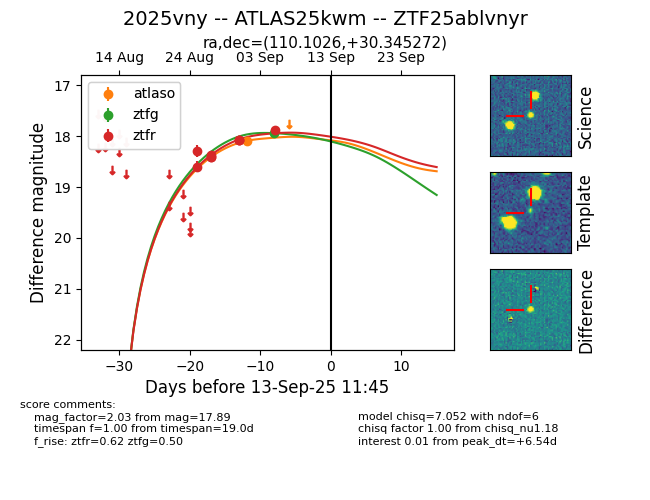 2025vny -- ATLAS25kwm -- ZTF25ablvnyr
ra,dec=(110.1026,+30.345272)
14 Aug 24 Aug 03 Sep 13 Sep 23 Sep
atlaso
ztfg
ztfr
17
18
19
20
21
22
Difference magnitude
−30 −20 −10 0 10
Days before 13-Sep-25 11:45
Science
Template
Difference
score comments:
mag_factor=2.03 from mag=17.89
timespan f=1.00 from timespan=19.0d
f_rise: ztfr=0.62 ztfg=0.50
model chisq=7.052 with ndof=6
chisq factor 1.00 from chisq_nu1.18
interest 0.01 from peak_dt=+6.54d